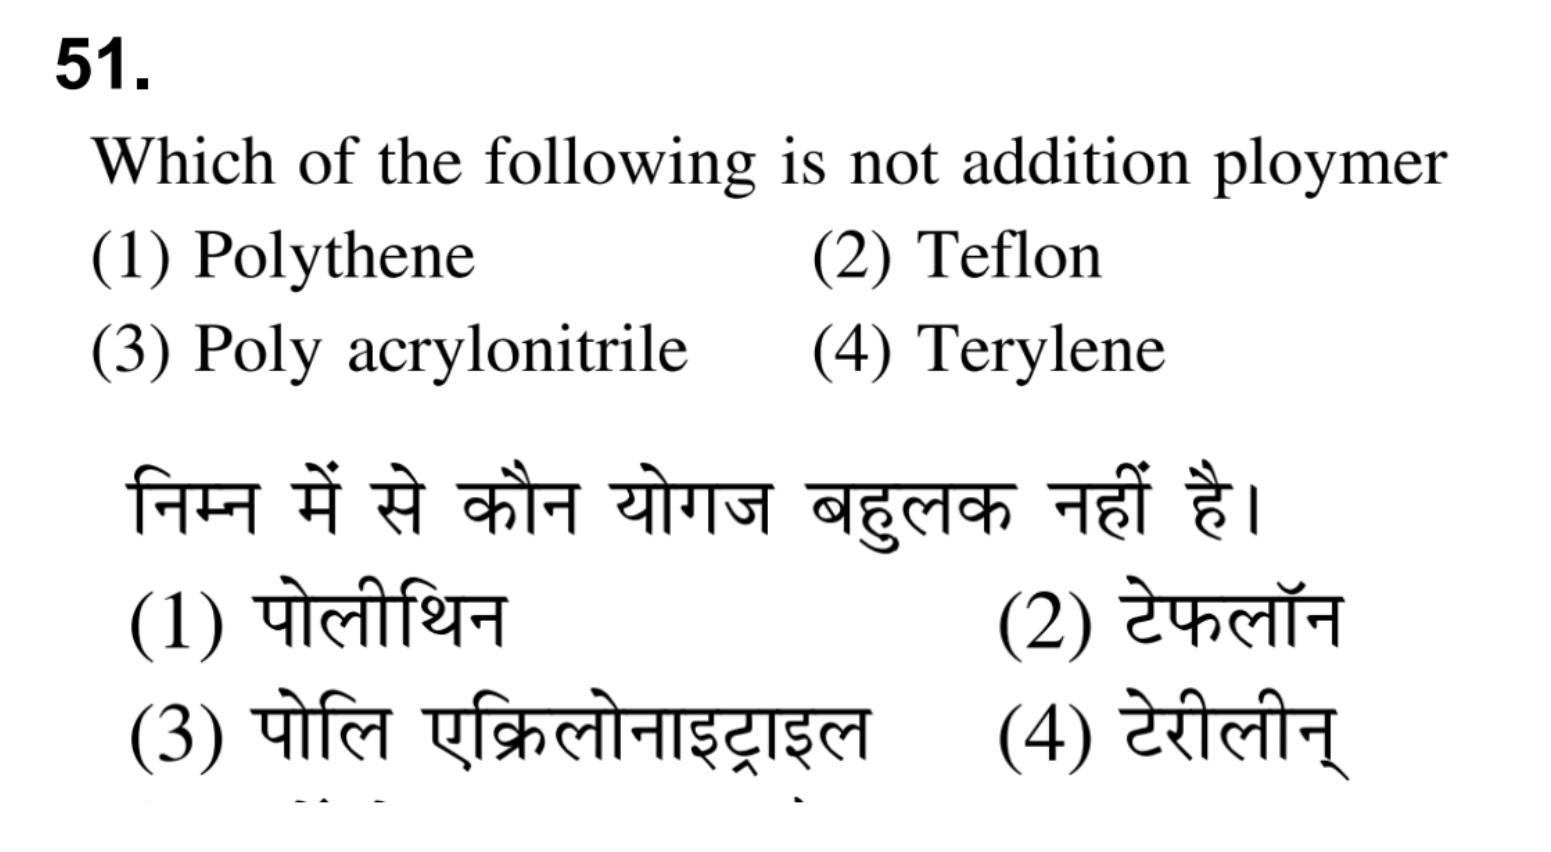 51.
Which of the following is not addition ploymer
(1) Polythene (2) Teflon
(3) Poly acrylonitrile (4) Terylene
निम्न में से कौन योगज बहुलक नहीं है।
(1) पोलीथिन (2) टेफलॉन
(3) पोलि एक्रिलोनाइट्राइल (4) टेरीलीन्